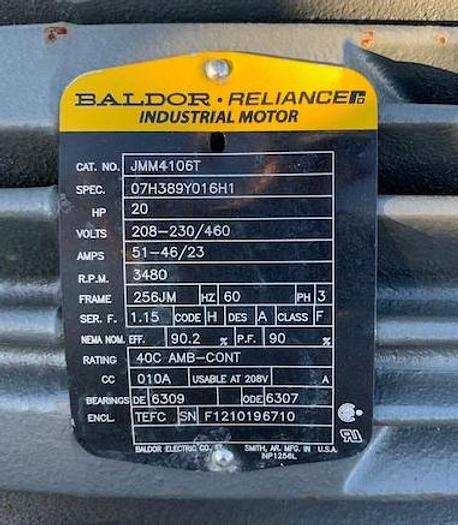 BALDOR · RELIANCE
INDUSTRIAL MOTOR
CAT. NO. JMM4106T
SPEC. 07H389Y016H1
HP 20
VOLTS 208-230/460
AMPS 51-46/23
R.P.M. 3480
FRAME 256JM HZ 60 PH 3
SER. F. 1.15 CODE H DES A CLASS F
NEMA NOM. EFF. 90.2 % P.F. 90 %
RATING 40C AMB-CONT
CC 010A USABLE AT 208V A
BEARINGS DE 6309 ODE 6307
ENCL. TEFC SN F1210196710
BALDOR ELECTRIC CO. FT. SMITH, AR. MFG. IN U.S.A.
NP1256L